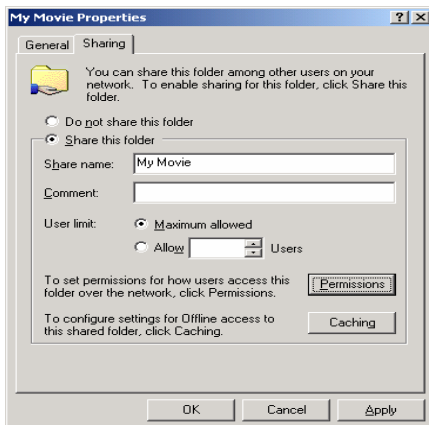 My Movie Properties
General Sharing
You can share this folder among other users on your
network. To enable sharing for this folder, click Share this
folder.
Do not share this folder
Share this folder
Share name: My Movie
Comment:
User limit: Maximum allowed
Allow Users
To set permissions for how users access this
folder over the network, click Permissions.
Permissions
To configure settings for Offline access to
this shared folder, click Caching.
Caching
OK Cancel Apply